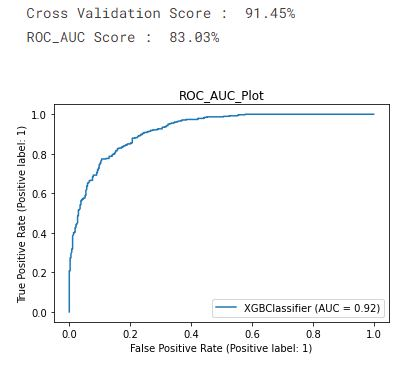 Cross Validation Score :  91.45%
ROC_AUC Score :  83.03%
ROC_AUC_Plot
1.0
0.8
0.6
0.4
0.2
0.0
True Positive Rate (Positive label: 1)
XGBClassifier (AUC = 0.92)
0.0 0.2 0.4 0.6 0.8 1.0
False Positive Rate (Positive label: 1)